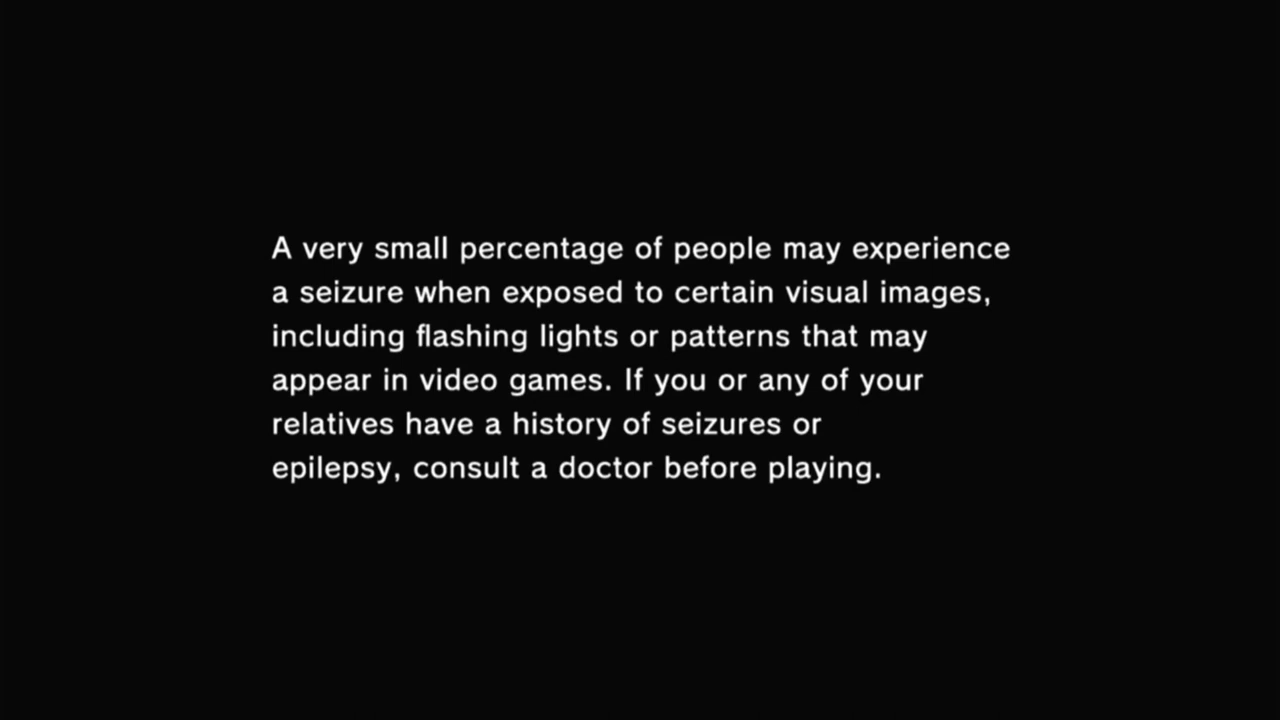 A very small percentage of people may experience
a seizure when exposed to certain visual images,
including flashing lights or patterns that may
appear in video games. If you or any of your
relatives have a history of seizures or
epilepsy, consult a doctor before playing.